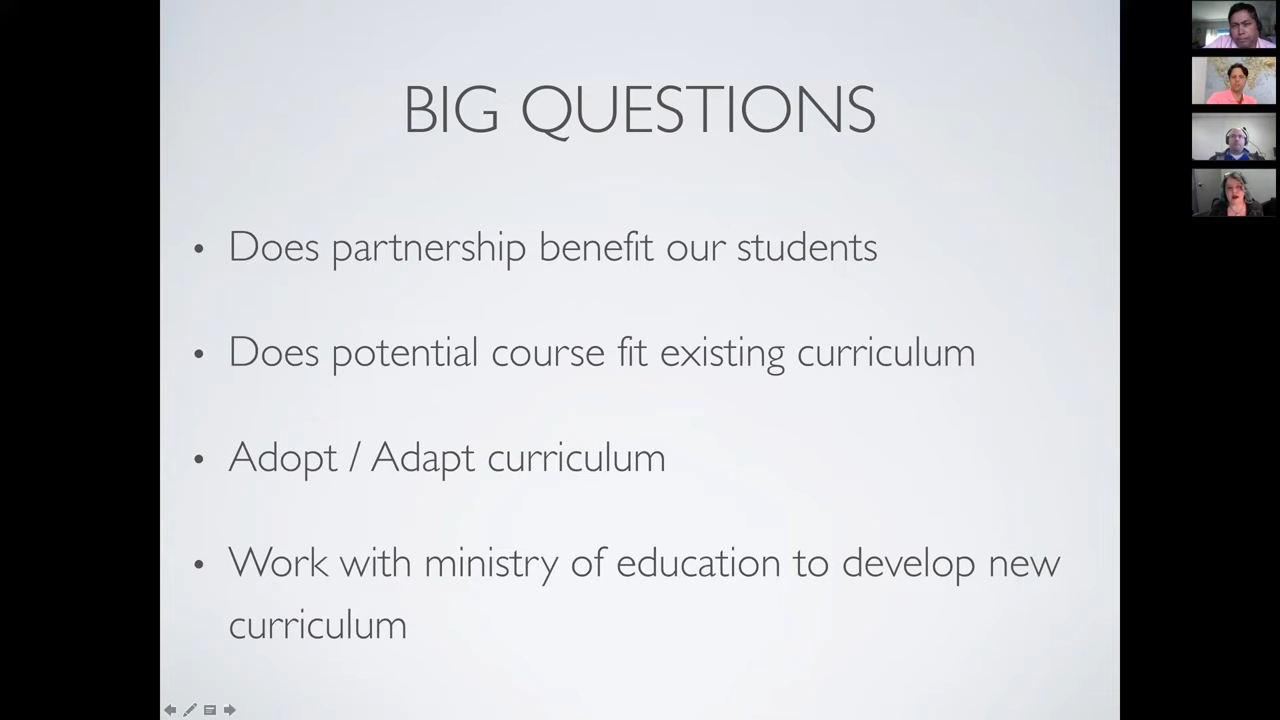 BIG QUESTIONS
• Does partnership benefit our students
• Does potential course fit existing curriculum
• Adopt / Adapt curriculum
• Work with ministry of education to develop new
curriculum